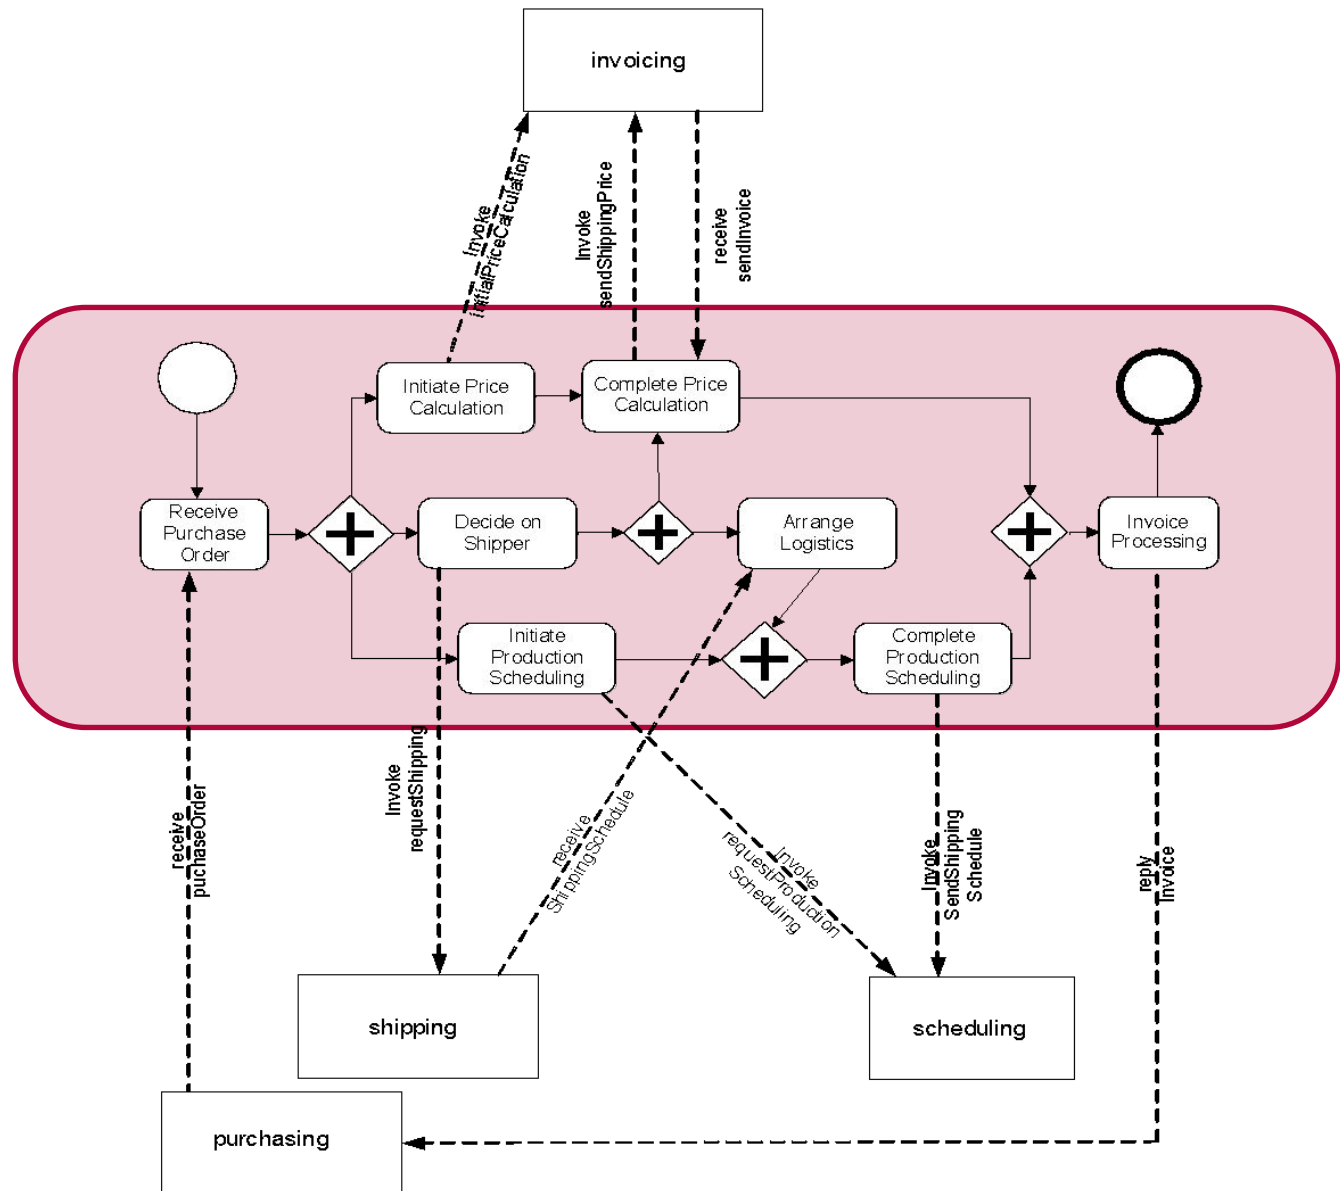 invoicing
Invoke
initialPriceCalculation
Invoke
sendShippingPrice
receive
sendInvoice
Initiate Price
Calculation
Complete Price
Calculation
Receive
Purchase
Order
Decide on
Shipper
Arrange
Logistics
Invoice
Processing
Initiate
Production
Scheduling
Complete
Production
Scheduling
receive
puchaseOrder
Invoke
requestShipping
receive
ShippingSchedule
Invoke
requestProduction
Scheduling
Invoke
SendShipping
Schedule
reply
Invoice
shipping
scheduling
purchasing